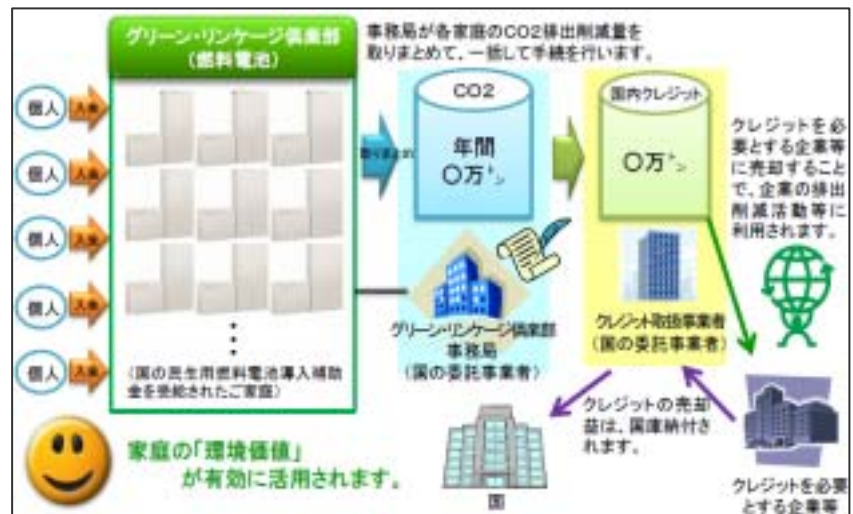 グリーン・リンケージ倶楽部
(燃料電池)
事務局が各家庭のCO2排出削減量を
取りまとめて、一括して手続を行います。
個人
入会
個人
入会
個人
入会
個人
入会
個人
入会
取りまとめ
CO2
年間
〇万トン
国内クレジット
〇万トン
クレジットを必
要とする企業等
に売却すること
で、企業の排出
削減活動等に
利用されます。
(国の民生用燃料電池導入補助
金を受給されたご家庭)
グリーン・リンケージ倶楽部
事務局
(国の委託事業者)
クレジット取扱事業者
(国の委託事業者)
クレジットの売却
益は、国庫納付さ
れます。
家庭の「環境価値」
が有効に活用されます。
国
クレジットを必要
とする企業等